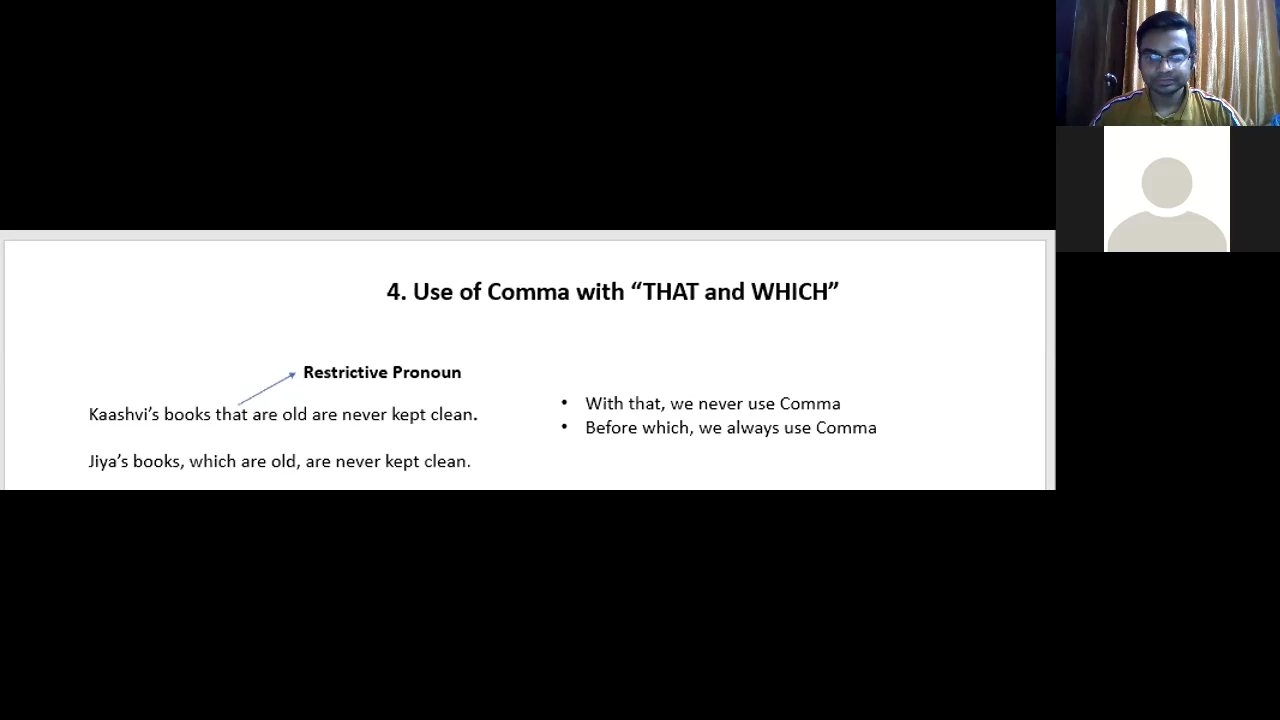 4. Use of Comma with “THAT and WHICH”
Restrictive Pronoun
Kaashvi’s books that are old are never kept clean.
Jiya’s books, which are old, are never kept clean.
• With that, we never use Comma
• Before which, we always use Comma